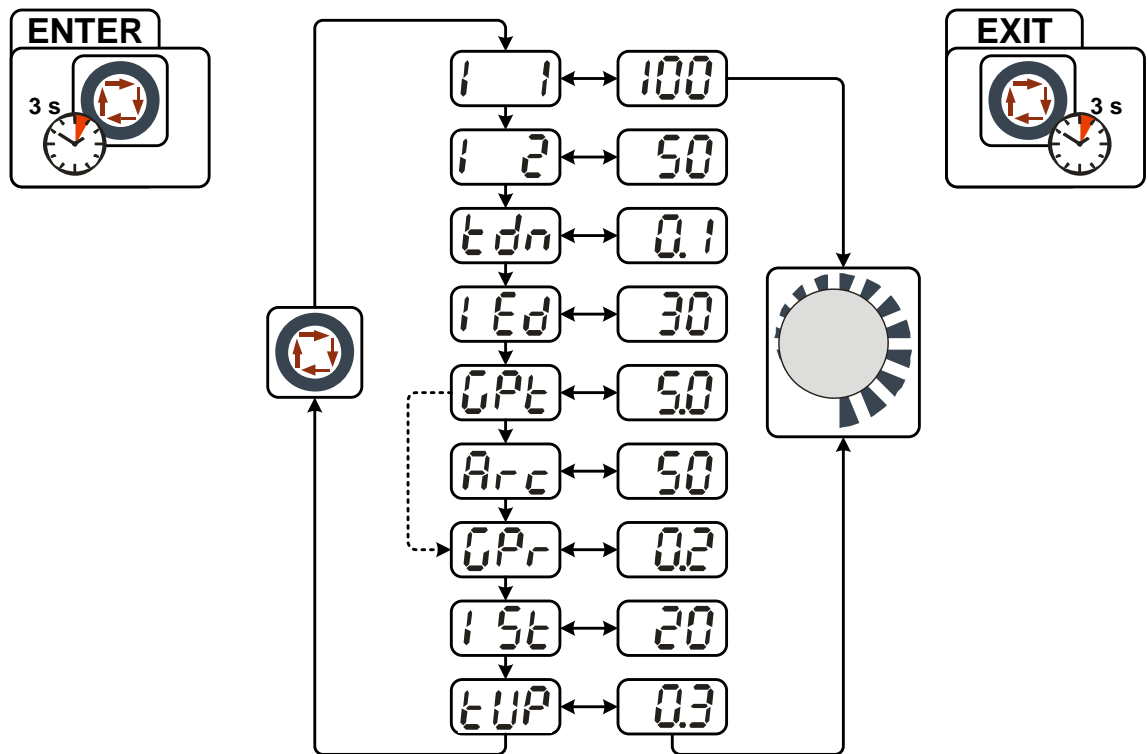 ENTER
EXIT
3 s
3 s
I 1
100
I 2
50
tdn
0.1
IEd
30
GPt
5.0
Arc
50
GPr
0.2
ISt
20
tUP
0.3